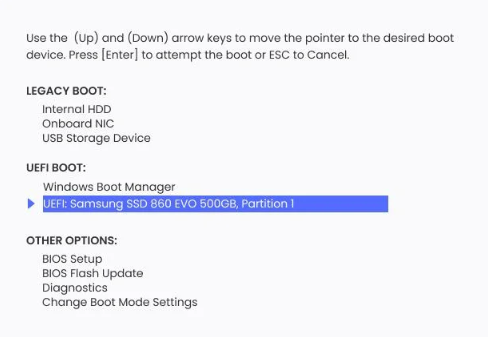 Use the (Up) and (Down) arrow keys to move the pointer to the desired boot
device. Press [Enter] to attempt the boot or ESC to Cancel.
LEGACY BOOT:
Internal HDD
Onboard NIC
USB Storage Device
UEFI BOOT:
Windows Boot Manager
UEFI: Samsung SSD 860 EVO 500GB, Partition 1
OTHER OPTIONS:
BIOS Setup
BIOS Flash Update
Diagnostics
Change Boot Mode Settings